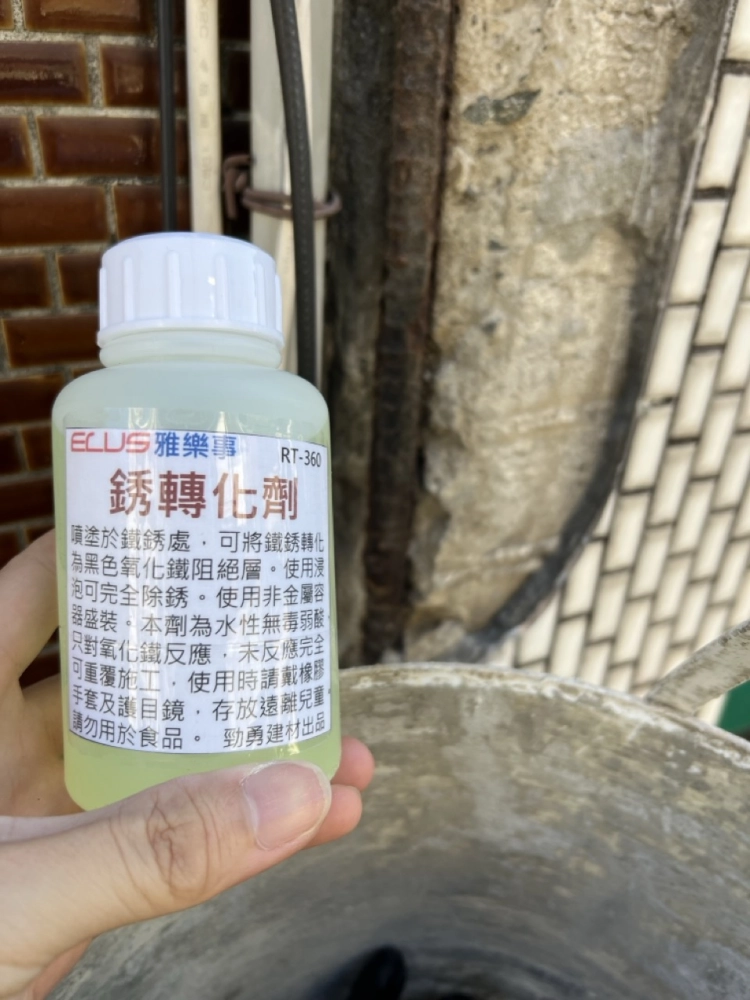 ECUS 雅樂事
RT-360
銹轉化劑
噴塗於鐵銹處，可將鐵銹轉化
為黑色氧化鐵阻絕層。使用浸
泡可完全除銹。使用非金屬容
器盛裝。本劑為水性無毒弱酸，
只對氧化鐵反應，未反應完全
可重覆施工，使用時請戴橡膠
手套及護目鏡，存放遠離兒童。
請勿用於食品。 勁勇建材出品